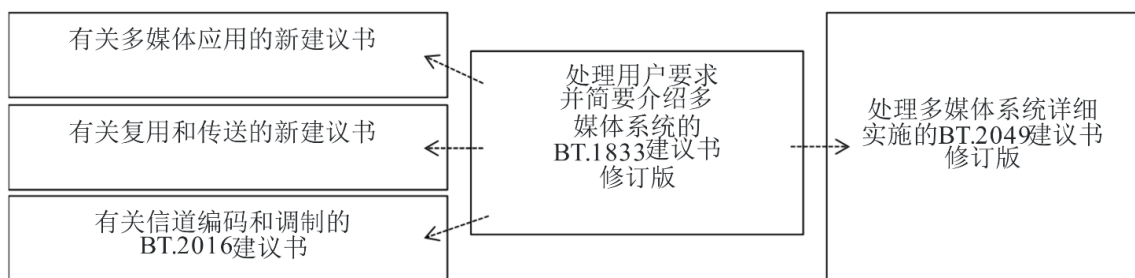 有关多媒体应用的新建议书
有关复用和传送的新建议书
有关信道编码和调制的
BT.2016建议书
处理用户要求
并简要介绍多
媒体系统的
BT.1833建议书
修订版
处理多媒体系统详细
实施的BT.2049建议书
修订版